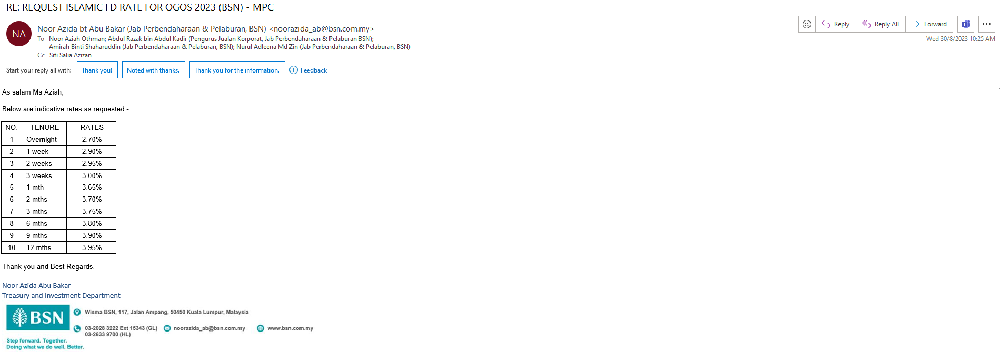 RE: REQUEST ISLAMIC FD RATE FOR OGOS 2023 (BSN) - MPC
NA
Noor Azida bt Abu Bakar (Jab Perbendaharaan & Pelaburan, BSN) <noorazida_ab@bsn.com.my>
To Noor Aziah Othman; Abdul Razak bin Abdul Kadir (Pengurus Jualan Korporat, Jab Perbendaharaan & Pelaburan BSN);
Amirah Binti Shaharuddin (Jab Perbendaharaan & Pelaburan, BSN); Nurul Adleena Md Zin (Jab Perbendaharaan & Pelaburan, BSN)
Cc Siti Salia Azizan
Reply Reply All Forward
Wed 30/8/2023 10:25 AM
Start your reply all with: Thank you! Noted with thanks. Thank you for the information. Feedback
As salam Ms Aziah,
Below are indicative rates as requested:-
NO. TENURE RATES
1 Overnight 2.70%
2 1 week 2.90%
3 2 weeks 2.95%
4 3 weeks 3.00%
5 1 mth 3.65%
6 2 mths 3.70%
7 3 mths 3.75%
8 6 mths 3.80%
9 9 mths 3.90%
10 12 mths 3.95%
Thank you and Best Regards,
Noor Azida Abu Bakar
Treasury and Investment Department
BSN
Wisma BSN, 117, Jalan Ampang, 50450 Kuala Lumpur, Malaysia
03-2028 3222 Ext 15343 (GL) noorazida_ab@bsn.com.my www.bsn.com.my
03-2633 9700 (HL)
Step forward. Together.
Doing what we do well. Better.